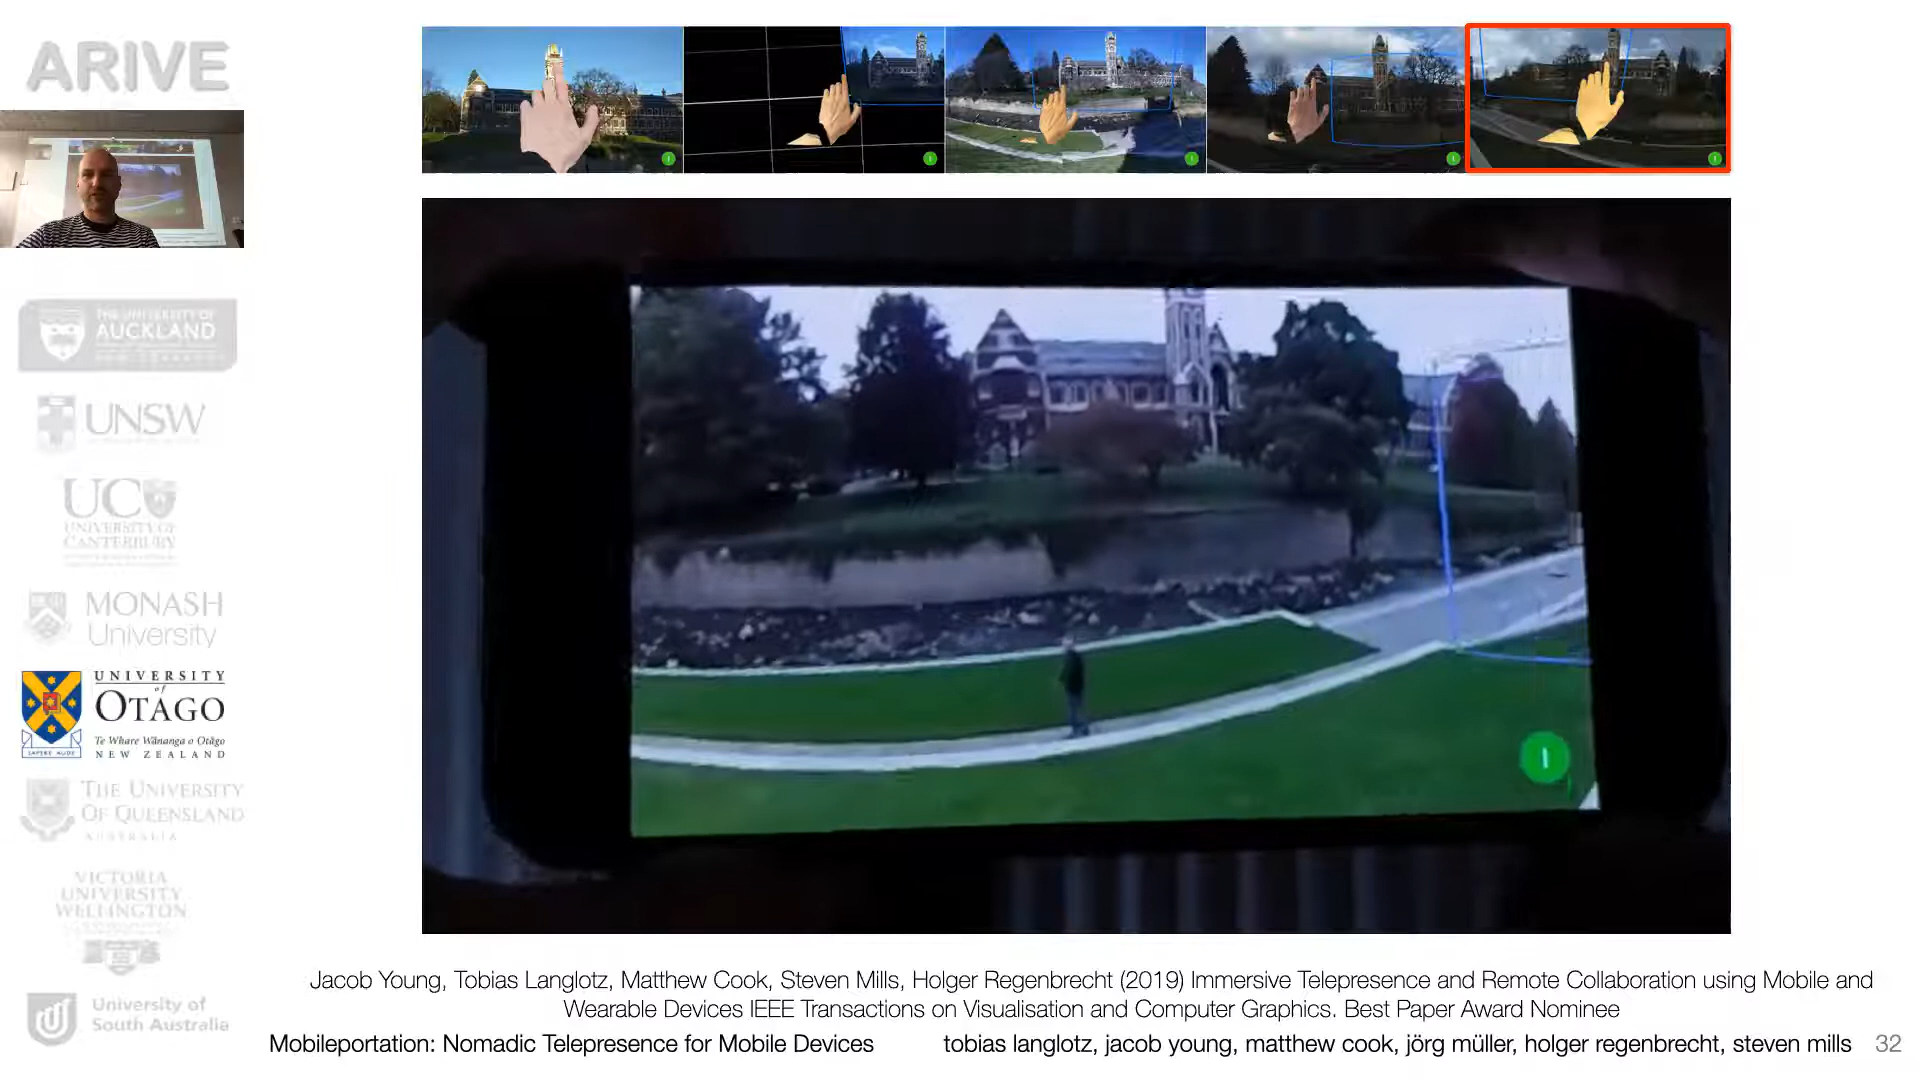 ARIVE
THE UNIVERSITY OF
AUCKLAND
UNSW
UC
UNIVERSITY OF
CANTERBURY
MONASH
University
UNIVERSITY
of
OTAGO
Te Whare Wānanga o Otāgo
NEW ZEALAND
SAPERE AUDE
THE UNIVERSITY
OF QUEENSLAND
AUSTRALIA
VICTORIA
UNIVERSITY
WELLINGTON
University of
South Australia
Jacob Young, Tobias Langlotz, Matthew Cook, Steven Mills, Holger Regenbrecht (2019) Immersive Telepresence and Remote Collaboration using Mobile and
Wearable Devices IEEE Transactions on Visualisation and Computer Graphics. Best Paper Award Nominee
Mobileportation: Nomadic Telepresence for Mobile Devices tobias langlotz, jacob young, matthew cook, jörg müller, holger regenbrecht, steven mills 32